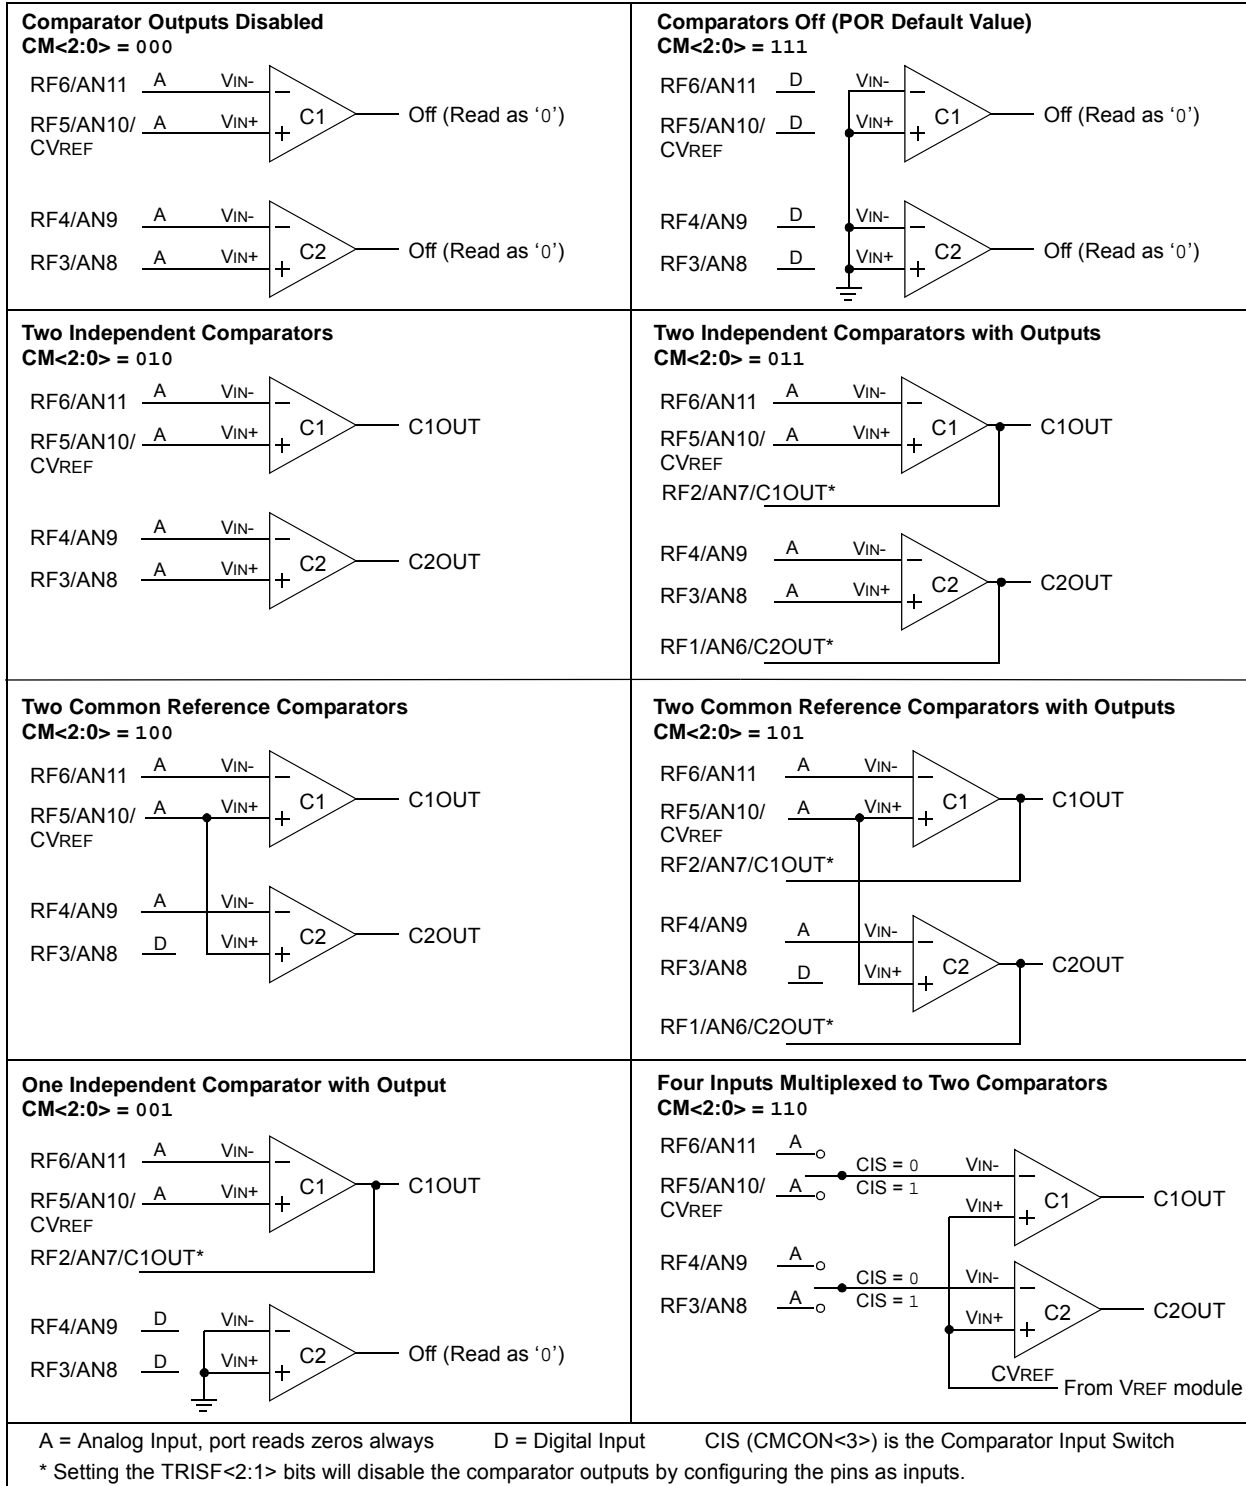 Comparator Outputs Disabled
CM<2:0> = 000
RF6/AN11 A VIN-
RF5/AN10/ A VIN+
CVREF
C1
Off (Read as ‘0’)
RF4/AN9 A VIN-
RF3/AN8 A VIN+
C2
Off (Read as ‘0’)
Comparators Off (POR Default Value)
CM<2:0> = 111
RF6/AN11 D VIN-
RF5/AN10/ D VIN+
CVREF
C1
Off (Read as ‘0’)
RF4/AN9 D VIN-
RF3/AN8 D VIN+
C2
Off (Read as ‘0’)
Two Independent Comparators
CM<2:0> = 010
RF6/AN11 A VIN-
RF5/AN10/ A VIN+
CVREF
C1
C1OUT
RF4/AN9 A VIN-
RF3/AN8 A VIN+
C2
C2OUT
Two Independent Comparators with Outputs
CM<2:0> = 011
RF6/AN11 A VIN-
RF5/AN10/ A VIN+
CVREF
C1
C1OUT
RF2/AN7/C1OUT*
RF4/AN9 A VIN-
RF3/AN8 A VIN+
C2
C2OUT
RF1/AN6/C2OUT*
Two Common Reference Comparators
CM<2:0> = 100
RF6/AN11 A VIN-
RF5/AN10/ A VIN+
CVREF
C1
C1OUT
RF4/AN9 A VIN-
RF3/AN8 D VIN+
C2
C2OUT
Two Common Reference Comparators with Outputs
CM<2:0> = 101
RF6/AN11 A VIN-
RF5/AN10/ A VIN+
CVREF
C1
C1OUT
RF2/AN7/C1OUT*
RF4/AN9 A VIN-
RF3/AN8 D VIN+
C2
C2OUT
RF1/AN6/C2OUT*
One Independent Comparator with Output
CM<2:0> = 001
RF6/AN11 A VIN-
RF5/AN10/ A VIN+
CVREF
C1
C1OUT
RF2/AN7/C1OUT*
RF4/AN9 D VIN-
RF3/AN8 D VIN+
C2
Off (Read as ‘0’)
Four Inputs Multiplexed to Two Comparators
CM<2:0> = 110
RF6/AN11 A
CIS = 0 VIN-
RF5/AN10/ A CIS = 1
CVREF
VIN+
C1
C1OUT
RF4/AN9 A
CIS = 0 VIN-
RF3/AN8 A CIS = 1
VIN+
C2
C2OUT
CVREF
From VREF module
A = Analog Input, port reads zeros always D = Digital Input CIS (CMCON<3>) is the Comparator Input Switch
* Setting the TRISF<2:1> bits will disable the comparator outputs by configuring the pins as inputs.